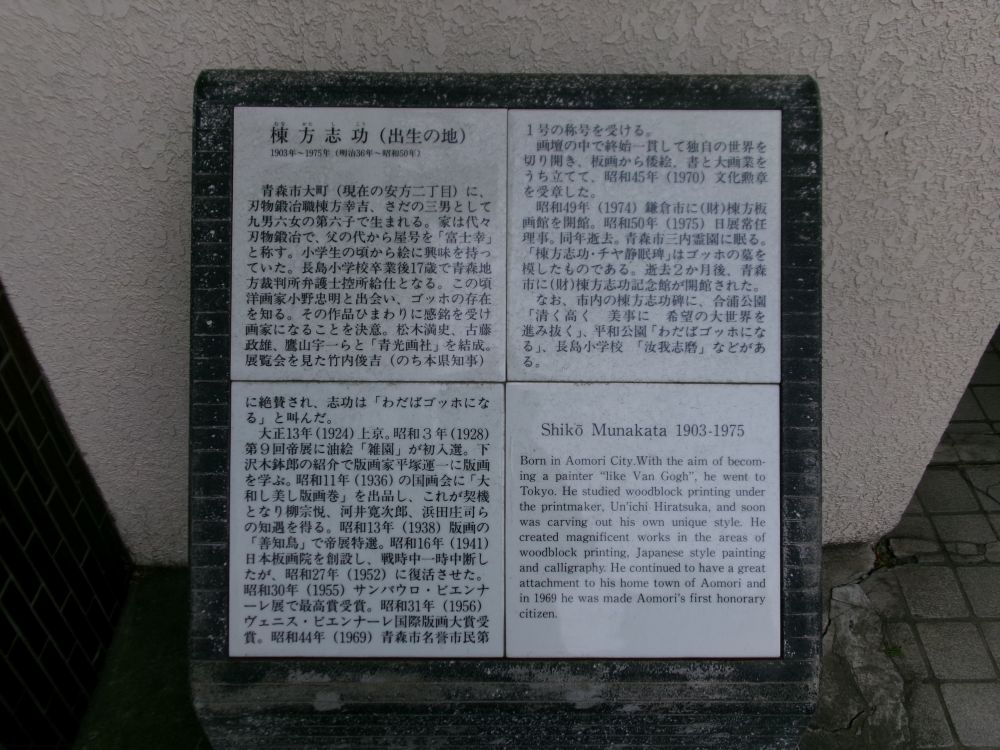 むな かた し こう
棟方志功（出生の地）
1903年～1975年（明治36年～昭和50年）
青森市大町（現在の安方二丁目）に、
刃物鍛冶職棟方幸吉、さだの三男として
九男六女の第六子で生まれる。家は代々
刃物鍛冶で、父の代から屋号を「富士幸」
と称す。小学生の頃から絵に興味を持っ
ていた。長島小学校卒業後17歳で青森地
方裁判所弁護士控所給仕となる。この頃
洋画家小野忠明と出会い、ゴッホの存在
を知る。その作品ひまわりに感銘を受け
画家になることを決意。松木満史、古藤
政雄、鷹山宇一らと「青光画社」を結成。
展覧会を見た竹内俊吉（のち本県知事）
に絶賛され、志功は「わだばゴッホにな
る」と叫んだ。
大正13年（1924）上京。昭和３年（1928）
第９回帝展に油絵「雑園」が初入選。下
沢木鉢郎の紹介で版画家平塚運一に版画
を学ぶ。昭和11年（1936）の国画会に「大
和し美し版画巻」を出品し、これが契機
となり柳宗悦、河井寛次郎、浜田庄司ら
の知遇を得る。昭和13年（1938）版画の
「善知鳥」で帝展特選。昭和16年（1941）
日本板画院を創設し、戦時中一時中断し
たが、昭和27年（1952）に復活させた。
昭和30年（1955）サンパウロ・ビエンナ
ーレ展で最高賞受賞。昭和31年（1956）
ヴェニス・ビエンナーレ国際版画大賞受
賞。昭和44年（1969）青森市名誉市民第
１号の称号を受ける。
画壇の中で終始一貫して独自の世界を
切り開き、板画から倭絵、書と大画業を
うち立てて、昭和45年（1970）文化勲章
を受章した。
昭和49年（1974）鎌倉市に(財)棟方板
画館を開館。昭和50年（1975）日展常任
理事。同年逝去。青森市三内霊園に眠る。
「棟方志功・チヤ静眠碑」はゴッホの墓を
模したものである。逝去２か月後、青森
市に(財)棟方志功記念館が開館された。
なお、市内の棟方志功碑に、合浦公園
「清く高く　美事に　希望の大世界を
進み抜く」、平和公園「わだばゴッホにな
る」、長島小学校　「汝我志磨」などがあ
る。
Shikō Munakata 1903-1975
Born in Aomori City.With the aim of becom-
ing a painter "like Van Gogh", he went to
Tokyo. He studied woodblock printing under
the printmaker, Un'ichi Hiratsuka, and soon
was carving out his own unique style. He
created magnificent works in the areas of
woodblock printing, Japanese style painting
and calligraphy. He continued to have a great
attachment to his home town of Aomori and
in 1969 he was made Aomori's first honorary
citizen.